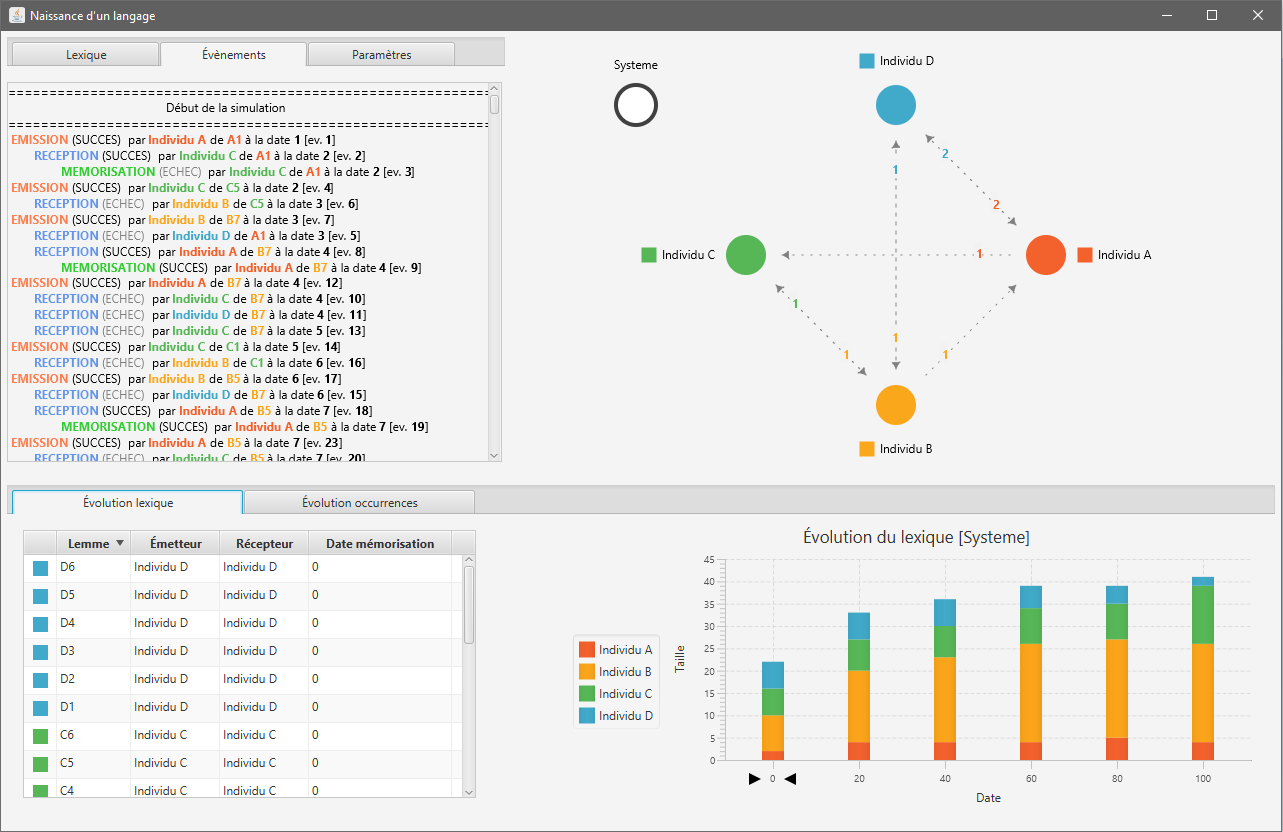 Naissance d'un langage
Lexique
Évènements
Paramètres
==================================================
Début de la simulation
==================================================
EMISSION (SUCCES) par Individu A de A1 à la date 1 [ev. 1]
RECEPTION (SUCCES) par Individu C de A1 à la date 2 [ev. 2]
MEMORISATION (ECHEC) par Individu C de A1 à la date 2 [ev. 3]
EMISSION (SUCCES) par Individu C de C5 à la date 2 [ev. 4]
RECEPTION (ECHEC) par Individu B de C5 à la date 3 [ev. 6]
EMISSION (SUCCES) par Individu B de B7 à la date 3 [ev. 7]
RECEPTION (ECHEC) par Individu D de A1 à la date 3 [ev. 5]
RECEPTION (SUCCES) par Individu A de B7 à la date 4 [ev. 8]
MEMORISATION (SUCCES) par Individu A de B7 à la date 4 [ev. 9]
EMISSION (SUCCES) par Individu A de B7 à la date 4 [ev. 12]
RECEPTION (ECHEC) par Individu C de B7 à la date 4 [ev. 10]
RECEPTION (ECHEC) par Individu D de B7 à la date 4 [ev. 11]
RECEPTION (ECHEC) par Individu C de B7 à la date 5 [ev. 13]
EMISSION (SUCCES) par Individu C de C1 à la date 5 [ev. 14]
RECEPTION (ECHEC) par Individu B de C1 à la date 6 [ev. 16]
EMISSION (SUCCES) par Individu B de B5 à la date 6 [ev. 17]
RECEPTION (ECHEC) par Individu D de B7 à la date 6 [ev. 15]
RECEPTION (SUCCES) par Individu A de B5 à la date 7 [ev. 18]
MEMORISATION (SUCCES) par Individu A de B5 à la date 7 [ev. 19]
EMISSION (SUCCES) par Individu A de B5 à la date 7 [ev. 23]
RECEPTION (ECHEC) par Individu C de B5 à la date 7 [ev. 20]
Systeme
Individu D
2
1
2
Individu C
1
Individu A
1
1
1
1
Individu B
Évolution lexique
Évolution occurrences
Lemme Émetteur Récepteur Date mémorisation
D6 Individu D Individu D 0
D5 Individu D Individu D 0
D4 Individu D Individu D 0
D3 Individu D Individu D 0
D2 Individu D Individu D 0
D1 Individu D Individu D 0
C6 Individu C Individu C 0
C5 Individu C Individu C 0
C4 Individu C Individu C 0
Évolution du lexique [Systeme]
Individu A
Individu B
Individu C
Individu D
Taille
45
40
35
30
25
20
15
10
5
0
0 20 40 60 80 100
Date